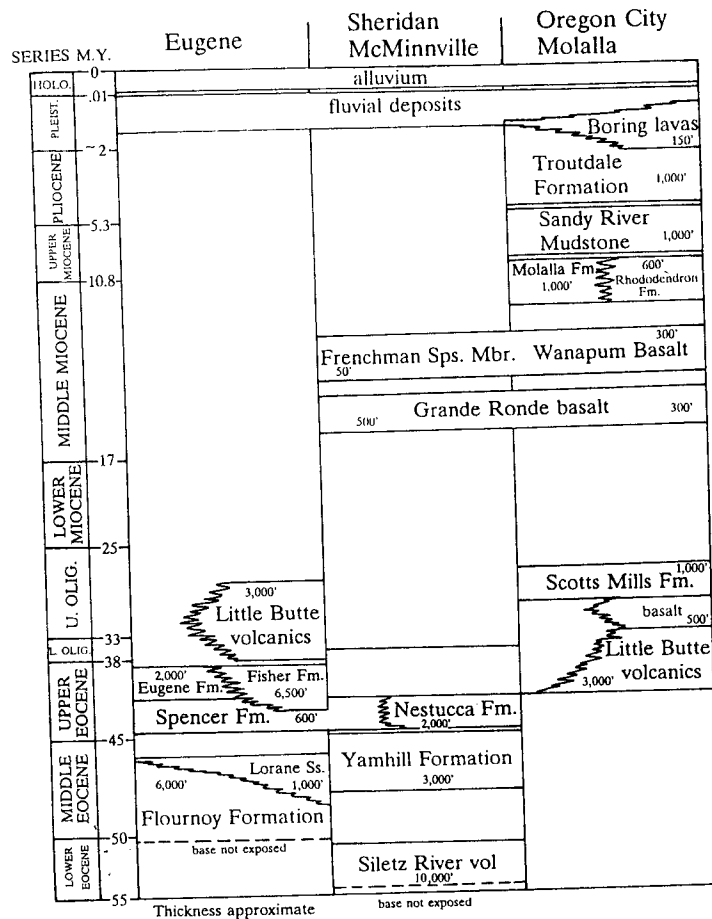 SERIES M.Y.
Eugene
Sheridan
McMinnville
Oregon City
Molalla
HOLO.
0
alluvium
.01
fluvial deposits
PLEIST.
Boring lavas
150'
2
PLIOCENE
Troutdale
Formation
1,000'
5.3
UPPER
MIOCENE
Sandy River
Mudstone
1,000'
10.8
Molalla Fm.
1,000'
600'
Rhododendron
Fm.
MIDDLE MIOCENE
300'
Frenchman Sps. Mbr. Wanapum Basalt
50'
Grande Ronde basalt
500'
300'
17
LOWER
MIOCENE
25
U. OLIG.
3,000'
Little Butte
volcanics
1,000'
Scotts Mills Fm.
basalt
500'
33
L. OLIG.
38
Little Butte
volcanics
3,000'
UPPER
EOCENE
2,000'
Eugene Fm.
Fisher Fm.
6,500'
Spencer Fm.
600'
Nestucca Fm.
2,000'
45
MIDDLE
EOCENE
Lorane Ss.
6,000'
1,000'
Flournoy Formation
Yamhill Formation
3,000'
50
base not exposed
LOWER
EOCENE
Siletz River vol
10,000'
55
Thickness approximate
base not exposed